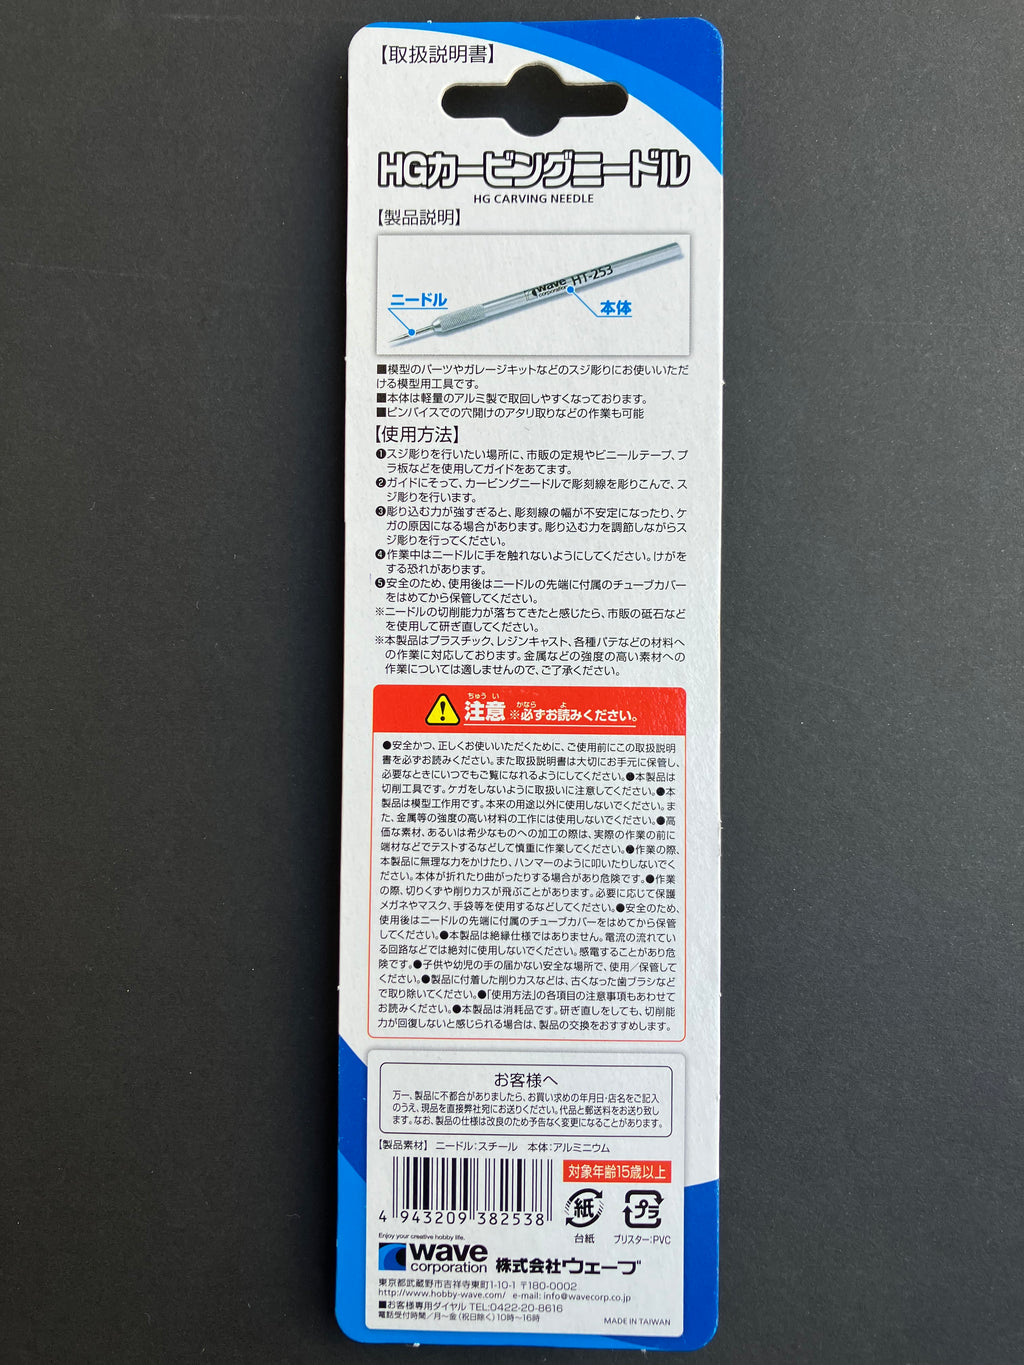 【取扱説明書】
HGカービングニードル
HG CARVING NEEDLE
【製品説明】
wave
corporation
HT-253
ニードル
本体
■模型のパーツやガレージキットなどのスジ彫りにお使いいただ
ける模型用工具です。
■本体は軽量のアルミ製で取回しやすくなっております。
■ピンバイスでの穴開けのアタリ取りなどの作業も可能
【使用方法】
❶スジ彫りを行いたい場所に、市販の定規やビニールテープ、プ
ラ板などを使用してガイドをあてます。
❷ガイドにそって、カービングニードルで彫刻線を彫りこんで、ス
ジ彫りを行います。
❸彫り込む力が強すぎると、彫刻線の幅が不安定になったり、ケ
ガの原因になる場合があります。彫り込む力を調節しながらス
ジ彫りを行ってください。
❹作業中はニードルに手を触れないようにしてください。けがを
する恐れがあります。
❺安全のため、使用後はニードルの先端に付属のチューブカバー
をはめてから保管してください。
※ニードルの切削能力が落ちてきたと感じたら、市販の砥石など
を使用して研ぎ直してください。
※本製品はプラスチック、レジンキャスト、各種パテなどの材料へ
の作業に対応しております。金属などの強度の高い素材への
作業については適しませんので、ご了承ください。
ちゅう い かなら よ
注意 ※必ずお読みください。
●安全かつ、正しくお使いいただくために、ご使用前にこの取扱説明
書を必ずお読みください。また取扱説明書は大切にお手元に保管し、
必要なときにいつでもご覧になれるようにしてください。●本製品は
切削工具です。ケガをしないように取扱いに注意してください。●本
製品は模型工作用です。本来の用途以外に使用しないでください。ま
た、金属等の強度の高い材料の工作には使用しないでください。●高
価な素材、あるいは希少なものへの加工の際は、実際の作業の前に
端材などでテストするなどして慎重に作業してください。●作業の際、
本製品に無理な力をかけたり、ハンマーのように叩いたりしないでく
ださい。本体が折れたり曲がったりする場合があり危険です。●作業
の際、切りくずや削りカスが飛ぶことがあります。必要に応じて保護
メガネやマスク、手袋等を使用するなどしてください。●安全のため、
使用後はニードルの先端に付属のチューブカバーをはめてから保管
してください。●本製品は絶縁仕様ではありません。電流の流れてい
る回路などでは絶対に使用しないでください。感電することがあり危
険です。●子供や幼児の手の届かない安全な場所で、使用／保管して
ください。●製品に付着した削りカスなどは、古くなった歯ブラシなど
で取り除いてください。●「使用方法」の各項目の注意事項もあわせて
お読みください。●本製品は消耗品です。研ぎ直しをしても、切削能
力が回復しないと感じられる場合は、製品の交換をおすすめします。
お客様へ
万一、製品に不都合がありましたら、お買い求めの年月日・店名をご記入
のうえ、現品を直接弊社宛にお送りください。代品と郵送料をお送り致し
ます。なお、製品の仕様は改良のため予告なく変更になることがあります。
【製品素材】 ニードル：スチール 本体：アルミニウム
対象年齢15歳以上
4 943209 382538
紙
台紙
プラ
ブリスター：PVC
Enjoy your creative hobby life.
wave
corporation
株式会社ウェーブ
東京都武蔵野市吉祥寺東町1-10-1 〒180-0002
http://www.hobby-wave.com/ e-mail: info@wavecorp.co.jp
■お客様専用ダイヤル TEL:0422-20-8616
電話受付時間／月〜金（祝日除く）10時〜16時
MADE IN TAIWAN